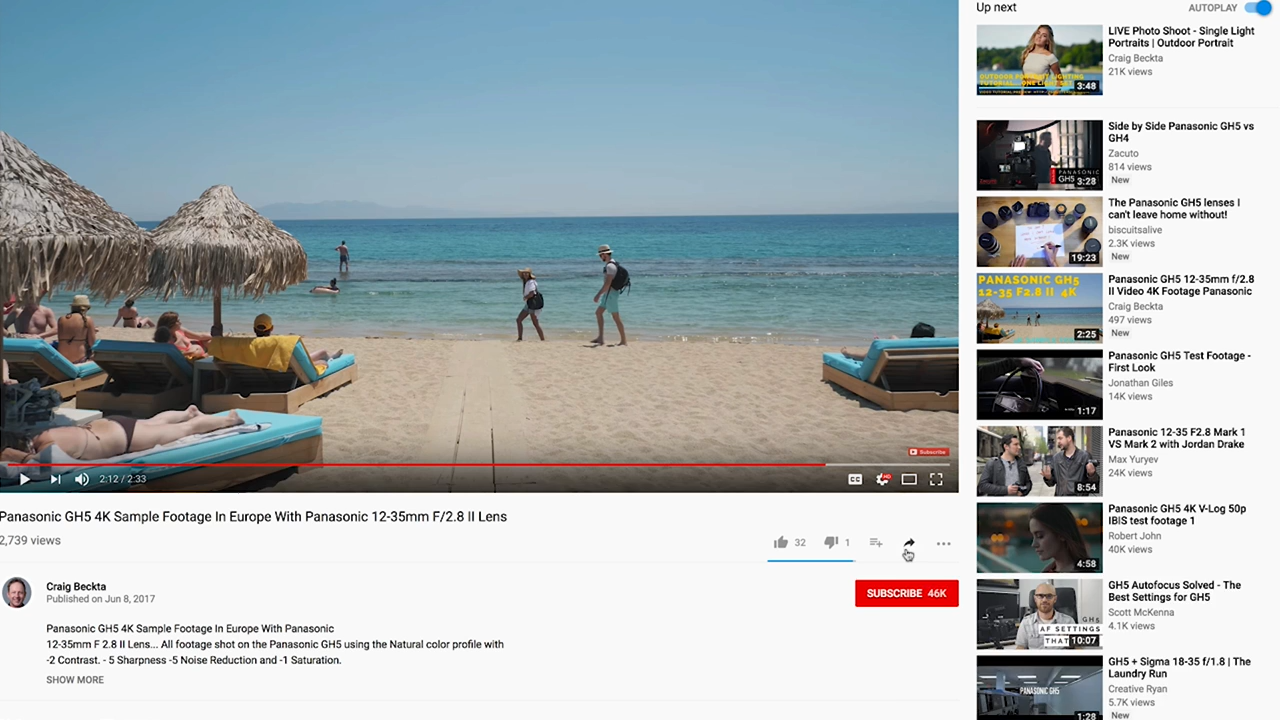 Up next
AUTOPLAY
LIVE Photo Shoot - Single Light
Portraits | Outdoor Portrait
Craig Beckta
21K views
3:48
Side by Side Panasonic GH5 vs
GH4
Zacuto
814 views
New
PANASONIC
GH5
3:28
The Panasonic GH5 lenses I
can't leave home without!
biscuitsalive
2.3K views
New
19:23
PANASONIC GH5
12-35 F2.8 II 4K
Panasonic GH5 12-35mm f/2.8
II Video 4K Footage Panasonic
Craig Beckta
497 views
New
2:25
Panasonic GH5 Test Footage -
First Look
Jonathan Giles
14K views
1:17
Panasonic 12-35 F2.8 Mark 1
VS Mark 2 with Jordan Drake
Max Yuryev
24K views
8:54
Panasonic GH5 4K V-Log 50p
IBIS test footage 1
Robert John
40K views
4:58
GH5 Autofocus Solved - The
Best Settings for GH5
Scott McKenna
4.1K views
GH5
AF SETTINGS
THAT
10:07
GH5 + Sigma 18-35 f/1.8 | The
Laundry Run
Creative Ryan
5.7K views
New
PANASONIC GH5
1:28
Subscribe
2:12 / 2:33
CC
HD
Panasonic GH5 4K Sample Footage In Europe With Panasonic 12-35mm F/2.8 II Lens
2,739 views
32
1
Craig Beckta
Published on Jun 8, 2017
SUBSCRIBE 46K
Panasonic GH5 4K Sample Footage In Europe With Panasonic
12-35mm F 2.8 II Lens... All footage shot on the Panasonic GH5 using the Natural color profile with
-2 Contrast. - 5 Sharpness -5 Noise Reduction and -1 Saturation.
SHOW MORE